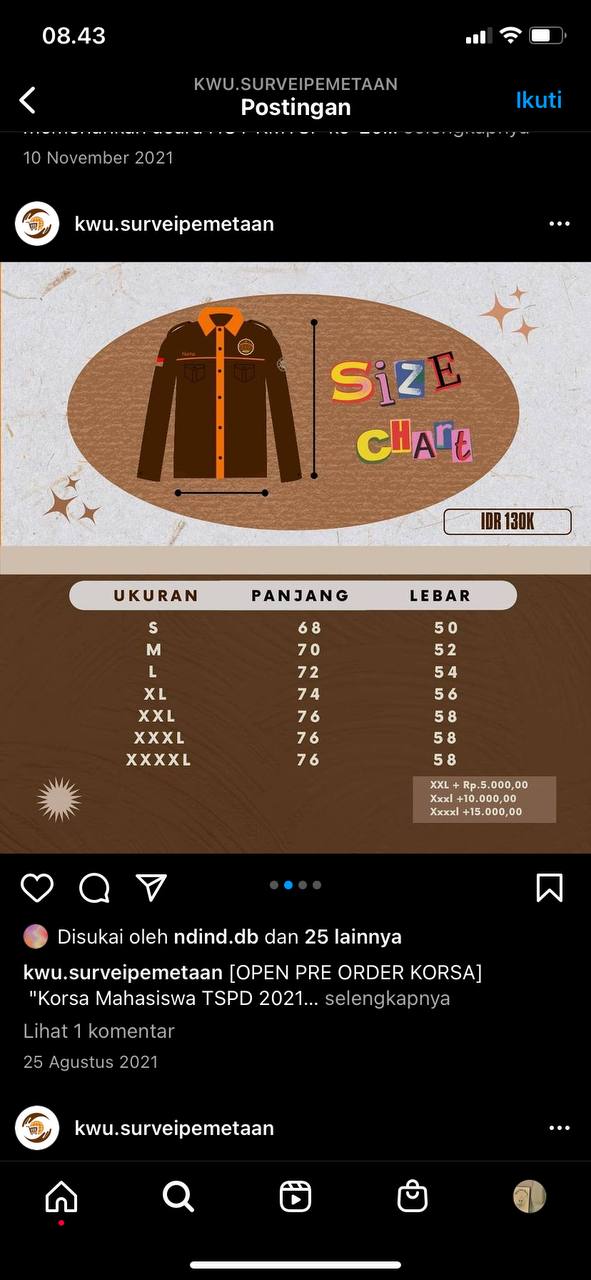 08.43
KWU.SURVEIPEMETAAN
Postingan
Ikuti
selengkapnya
10 November 2021
kwu.surveipemetaan
Nama
SiZE
CHArt
IDR 130K
UKURAN PANJANG LEBAR
S 68 50
M 70 52
L 72 54
XL 74 56
XXL 76 58
XXXL 76 58
XXXXL 76 58
XXL + Rp.5.000,00
Xxxl +10.000,00
Xxxxl +15.000,00
Disukai oleh ndind.db dan 25 lainnya
kwu.surveipemetaan [OPEN PRE ORDER KORSA]
"Korsa Mahasiswa TSPD 2021... selengkapnya
Lihat 1 komentar
25 Agustus 2021
kwu.surveipemetaan